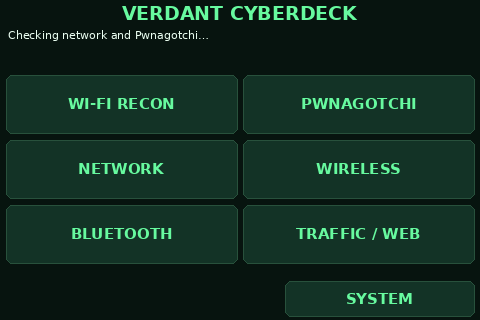 VERDANT CYBERDECK
Checking network and Pwnagotchi...
WI-FI RECON
PWNAGOTCHI
NETWORK
WIRELESS
BLUETOOTH
TRAFFIC / WEB
SYSTEM